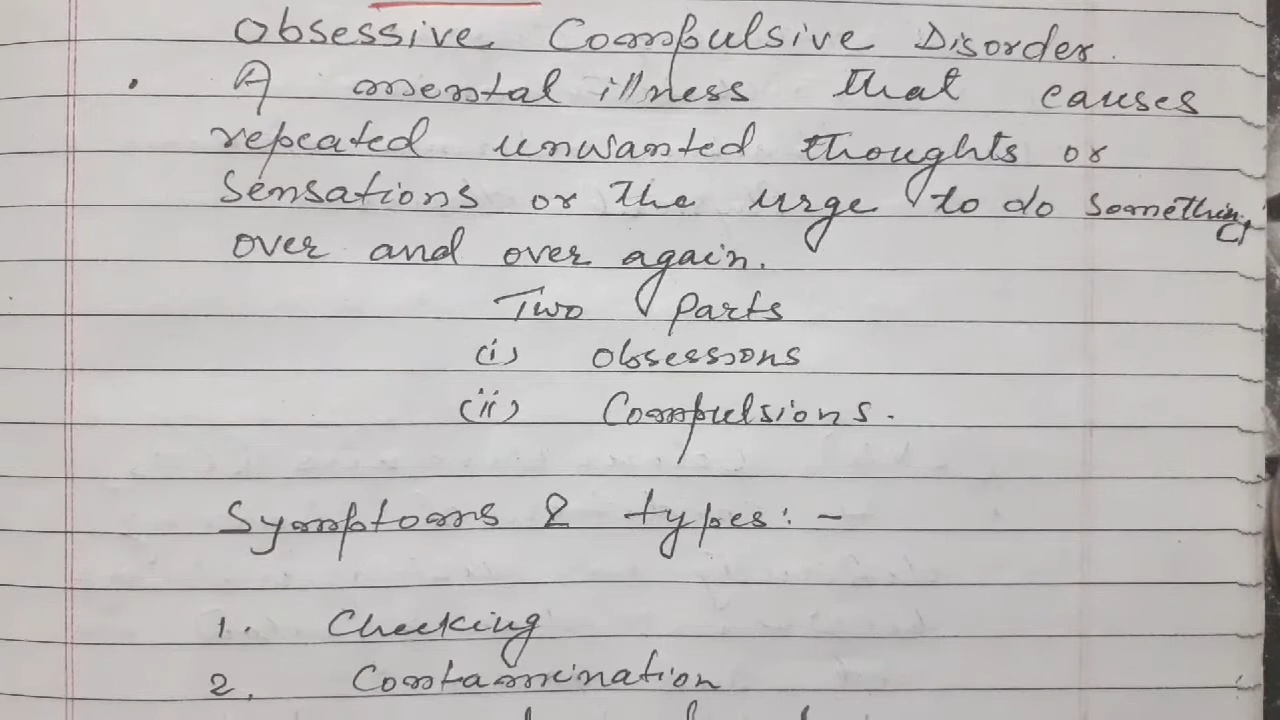 Obsessive Compulsive Disorder.
• A mental illness that causes
repeated unwanted thoughts or
Sensations or the urge to do something
over and over again.
Two parts
(i) Obsessions
(ii) Compulsions.
Symptoms & types: -
1. Checking
2. Contamination